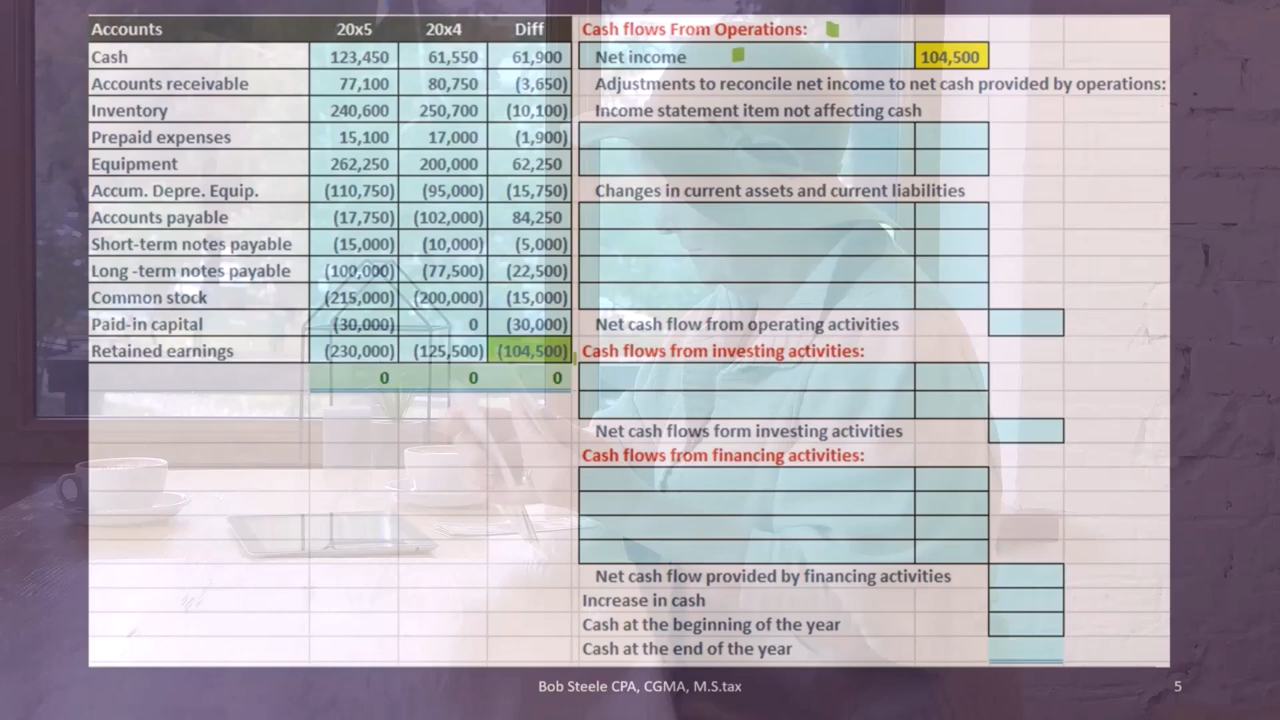 Accounts 20x5 20x4 Diff
Cash 123,450 61,550 61,900
Accounts receivable 77,100 80,750 (3,650)
Inventory 240,600 250,700 (10,100)
Prepaid expenses 15,100 17,000 (1,900)
Equipment 262,250 200,000 62,250
Accum. Depre. Equip. (110,750) (95,000) (15,750)
Accounts payable (17,750) (102,000) 84,250
Short-term notes payable (15,000) (10,000) (5,000)
Long -term notes payable (100,000) (77,500) (22,500)
Common stock (215,000) (200,000) (15,000)
Paid-in capital (30,000) 0 (30,000)
Retained earnings (230,000) (125,500) (104,500)
0 0 0
Cash flows From Operations:
Net income 104,500
Adjustments to reconcile net income to net cash provided by operations:
Income statement item not affecting cash
Changes in current assets and current liabilities
Net cash flow from operating activities
Cash flows from investing activities:
Net cash flows form investing activities
Cash flows from financing activities:
Net cash flow provided by financing activities
Increase in cash
Cash at the beginning of the year
Cash at the end of the year
Bob Steele CPA, CGMA, M.S.tax 5